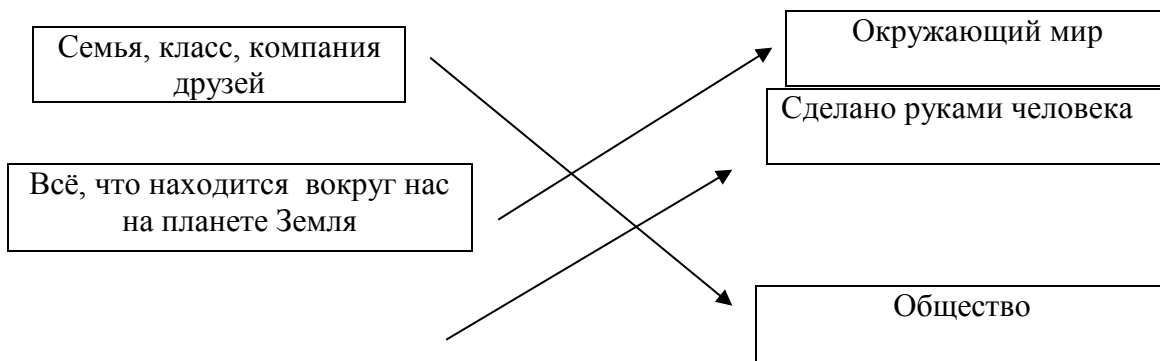 Семья, класс, компания
друзей
Всё, что находится вокруг нас
на планете Земля
Окружающий мир
Сделано руками человека
Общество